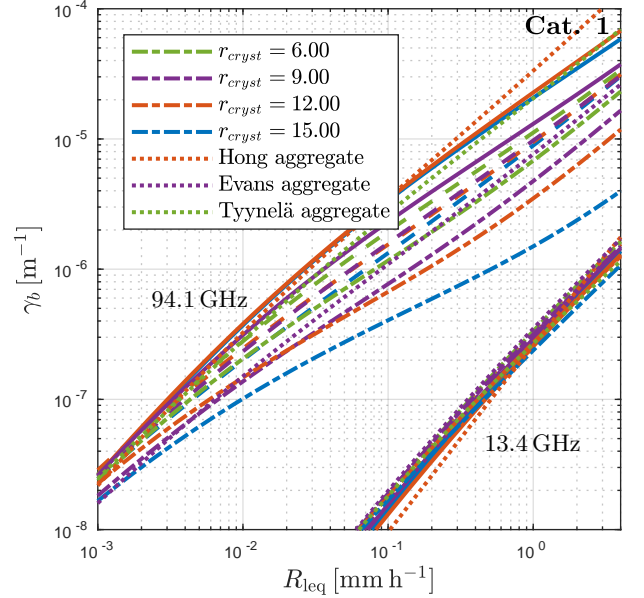 10^-4
Cat. 1
r_cryst = 6.00
r_cryst = 9.00
r_cryst = 12.00
r_cryst = 15.00
Hong aggregate
Evans aggregate
Tyynelä aggregate
10^-5
γ_b [m^-1]
10^-6
94.1 GHz
10^-7
13.4 GHz
10^-8
10^-3
10^-2
10^-1
10^0
R_leq [mm h^-1]